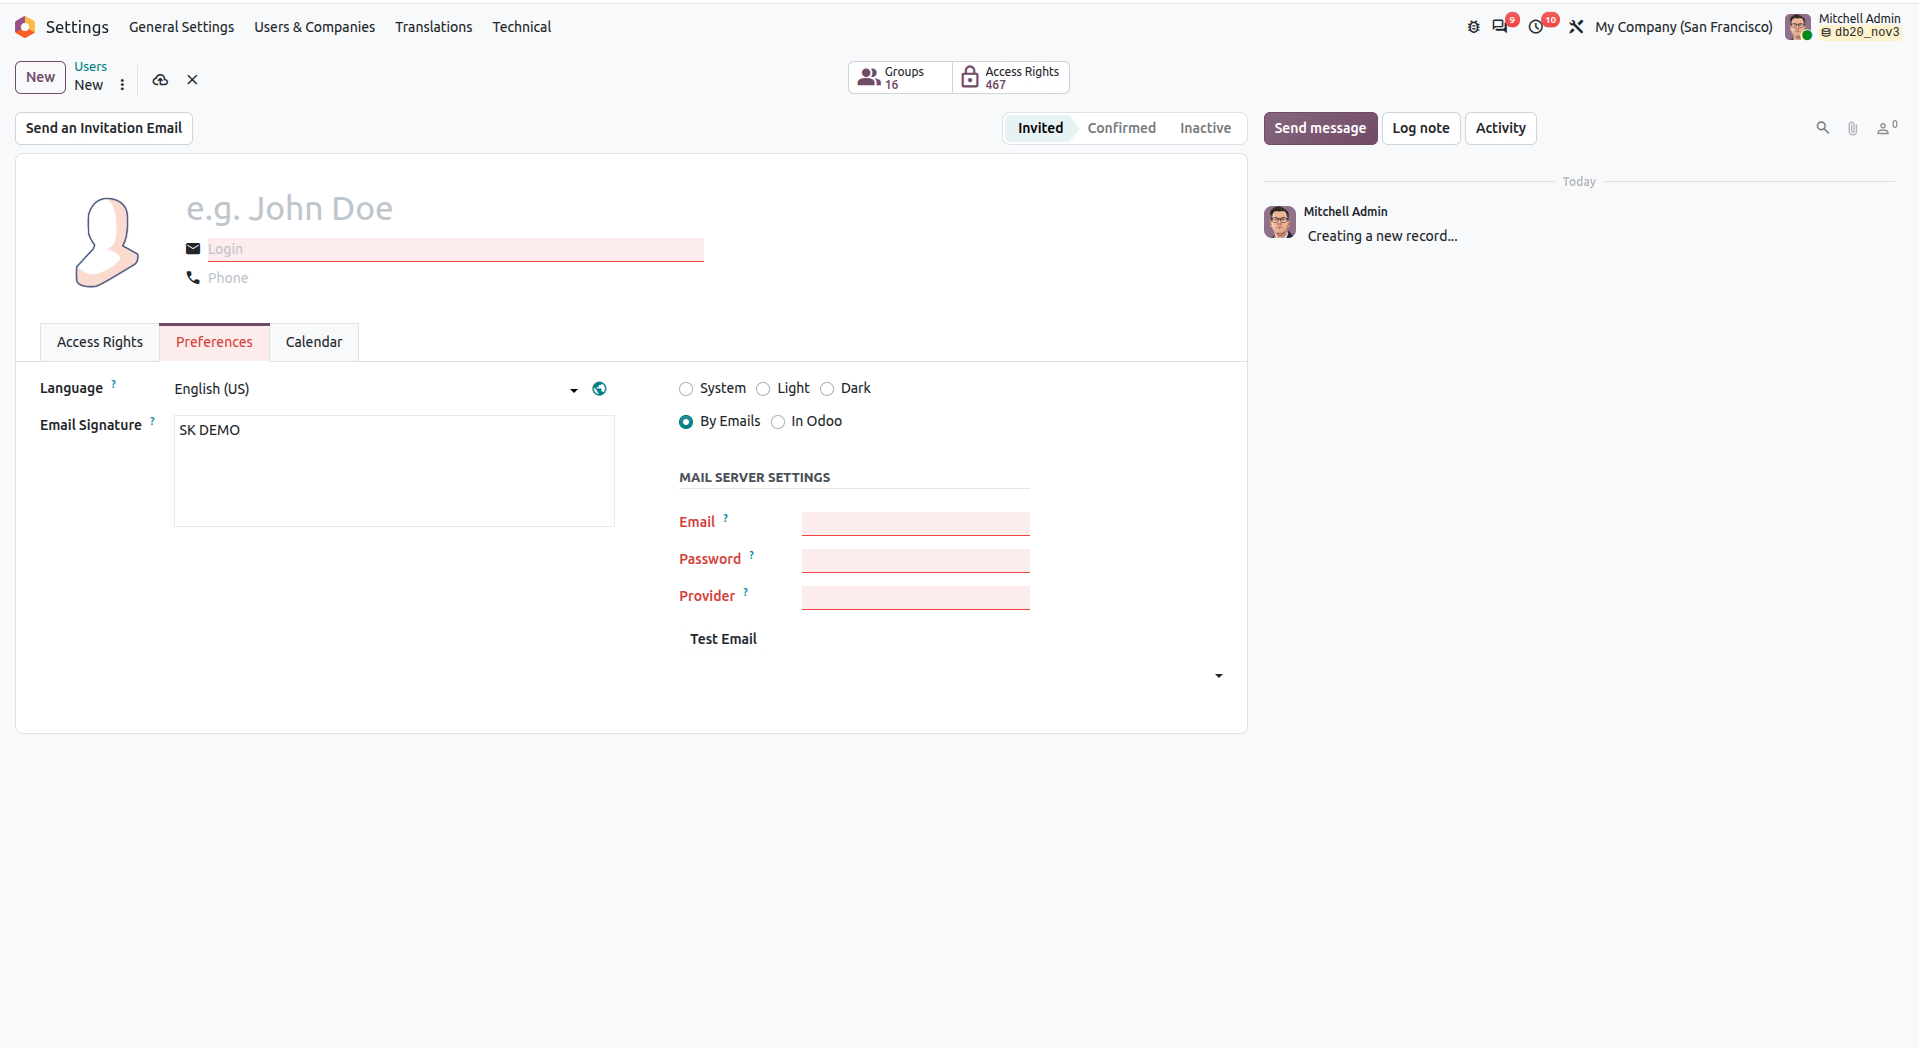 Settings General Settings Users & Companies Translations Technical 9 10 My Company (San Francisco) Mitchell Admin
db20_nov3
New Users
New
Groups
16
Access Rights
467
Send an Invitation Email Invited Confirmed Inactive Send message Log note Activity 0
Today
e.g. John Doe
Mitchell Admin
Creating a new record...
Login
Phone
Access Rights Preferences Calendar
Language ? English (US) System Light Dark
Email Signature ? SK DEMO By Emails In Odoo
MAIL SERVER SETTINGS
Email ?
Password ?
Provider ?
Test Email